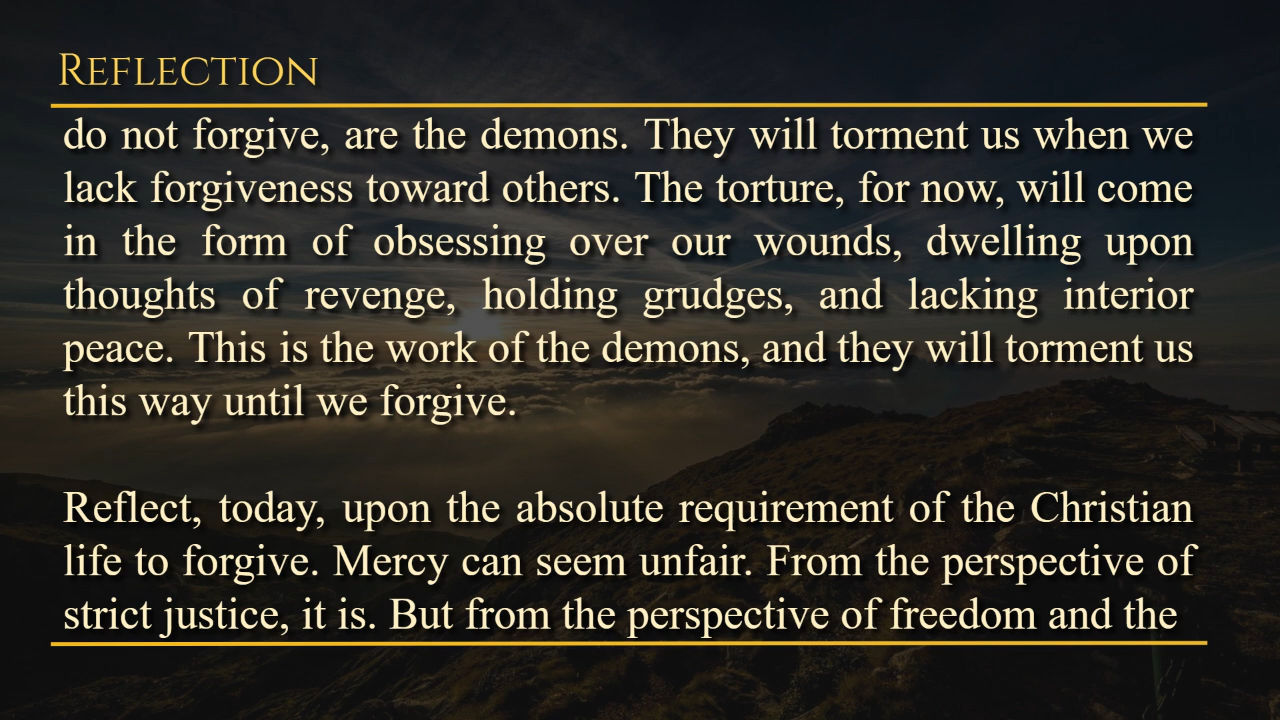 Reflection
do not forgive, are the demons. They will torment us when we
lack forgiveness toward others. The torture, for now, will come
in the form of obsessing over our wounds, dwelling upon
thoughts of revenge, holding grudges, and lacking interior
peace. This is the work of the demons, and they will torment us
this way until we forgive.
Reflect, today, upon the absolute requirement of the Christian
life to forgive. Mercy can seem unfair. From the perspective of
strict justice, it is. But from the perspective of freedom and the